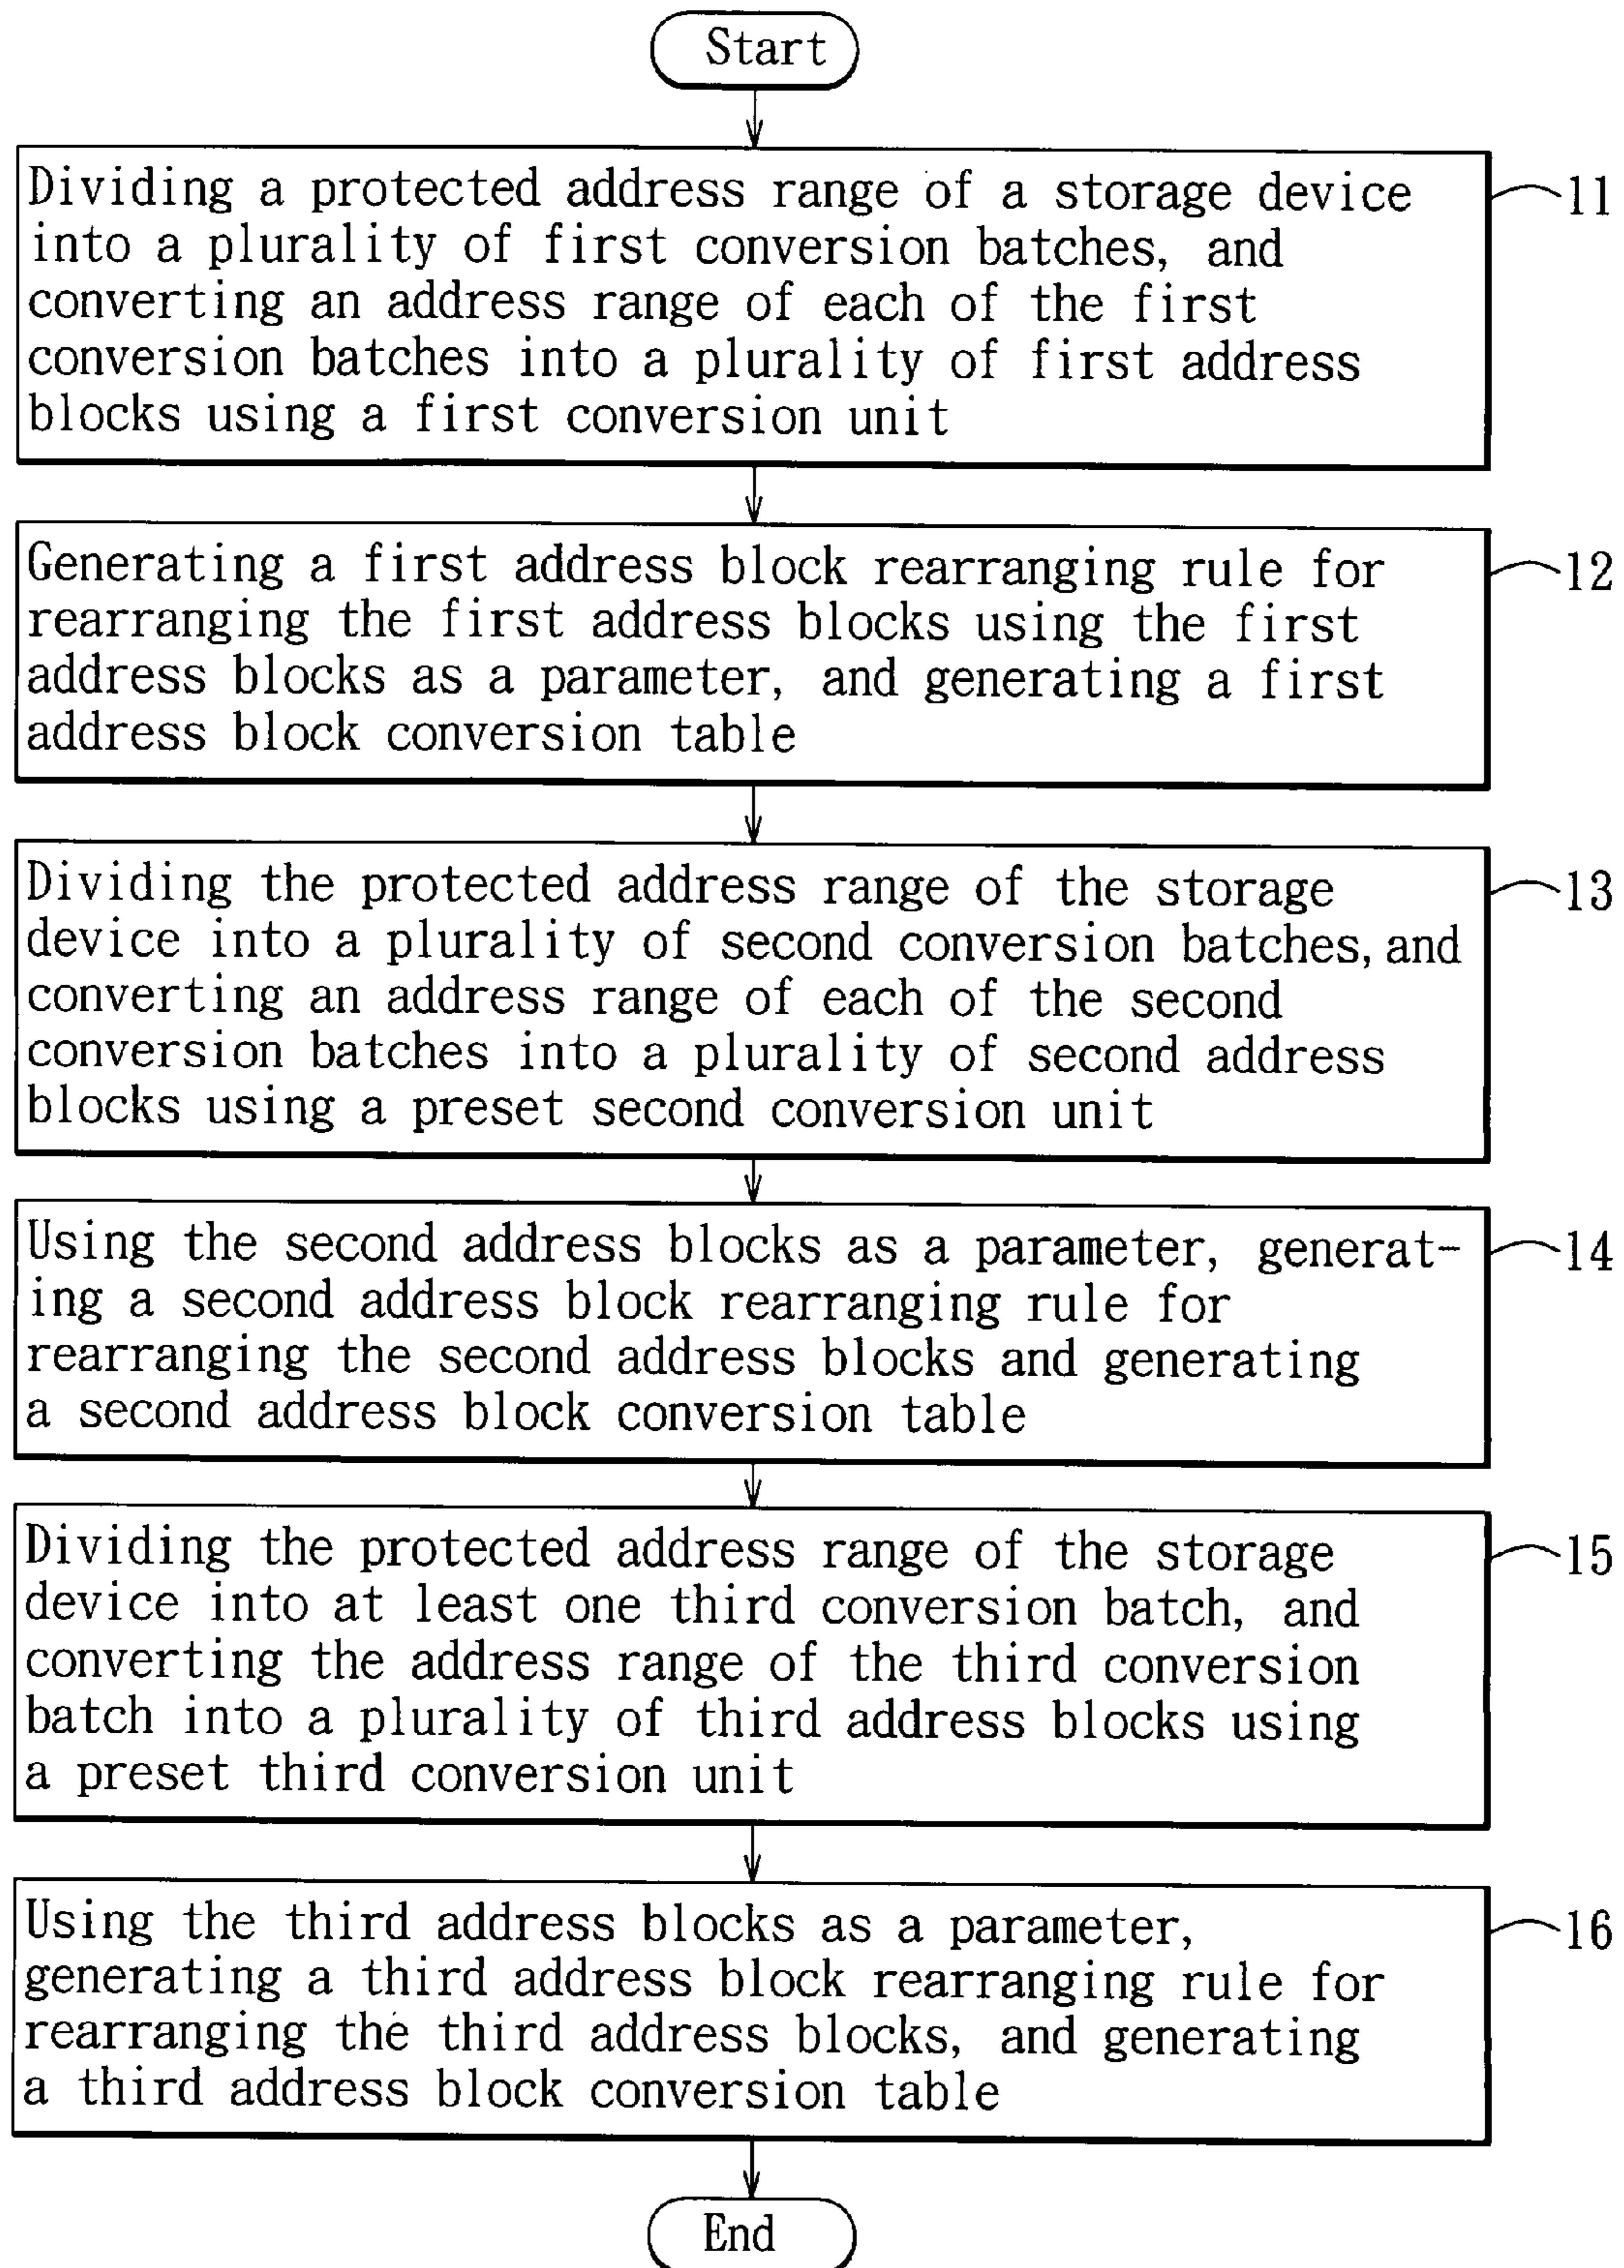 Start
Dividing a protected address range of a storage device
into a plurality of first conversion batches, and
converting an address range of each of the first
conversion batches into a plurality of first address
blocks using a first conversion unit
11
Generating a first address block rearranging rule for
rearranging the first address blocks using the first
address blocks as a parameter, and generating a first
address block conversion table
12
Dividing the protected address range of the storage
device into a plurality of second conversion batches, and
converting an address range of each of the second
conversion batches into a plurality of second address
blocks using a preset second conversion unit
13
Using the second address blocks as a parameter, generat-
ing a second address block rearranging rule for
rearranging the second address blocks and generating
a second address block conversion table
14
Dividing the protected address range of the storage
device into at least one third conversion batch, and
converting the address range of the third conversion
batch into a plurality of third address blocks using
a preset third conversion unit
15
Using the third address blocks as a parameter,
generating a third address block rearranging rule for
rearranging the third address blocks, and generating
a third address block conversion table
16
End